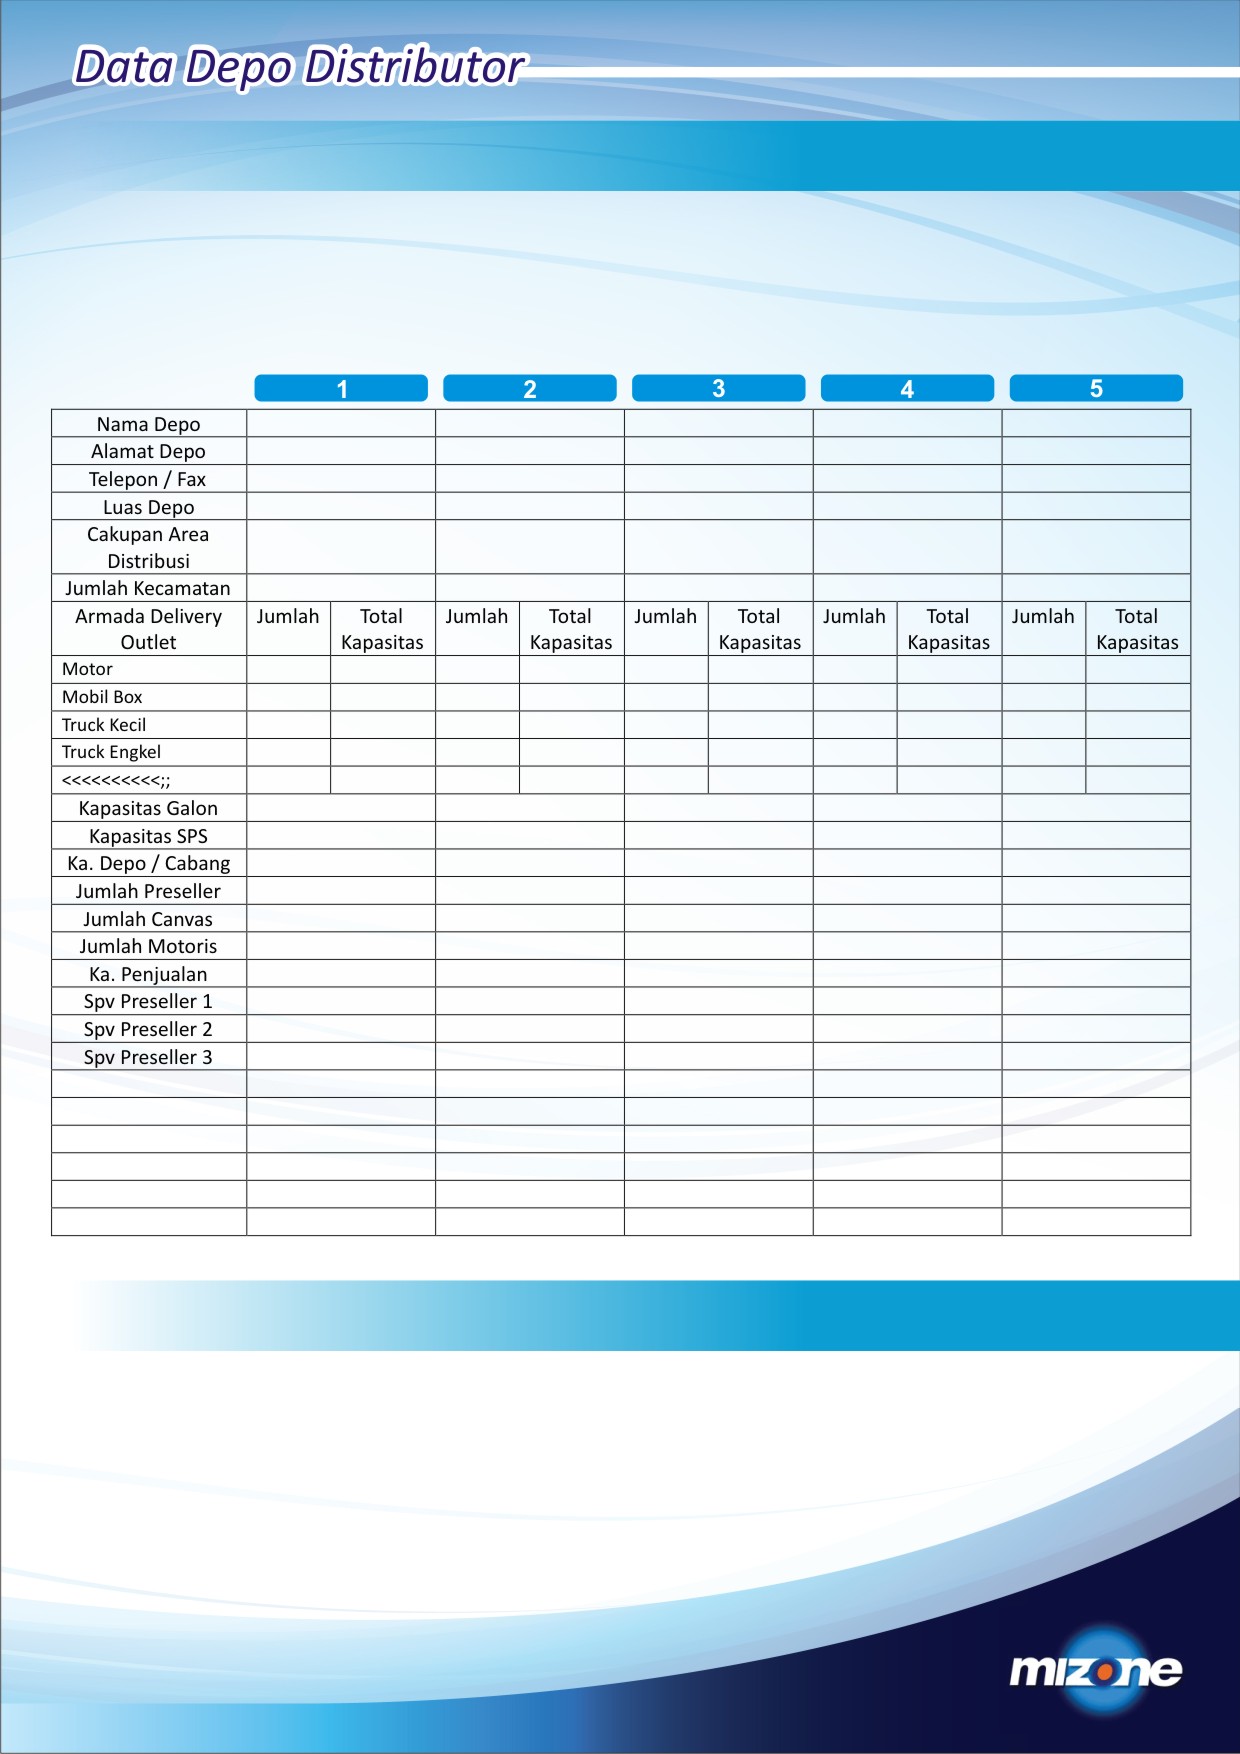 Data Depo Distributor
1 2 3 4 5
Nama Depo
Alamat Depo
Telepon / Fax
Luas Depo
Cakupan Area
Distribusi
Jumlah Kecamatan
Armada Delivery Jumlah Total Jumlah Total Jumlah Total Jumlah Total Jumlah Total
Outlet Kapasitas Kapasitas Kapasitas Kapasitas Kapasitas
Motor
Mobil Box
Truck Kecil
Truck Engkel
<<<<<<<<<<;;
Kapasitas Galon
Kapasitas SPS
Ka. Depo / Cabang
Jumlah Preseller
Jumlah Canvas
Jumlah Motoris
Ka. Penjualan
Spv Preseller 1
Spv Preseller 2
Spv Preseller 3
mizone